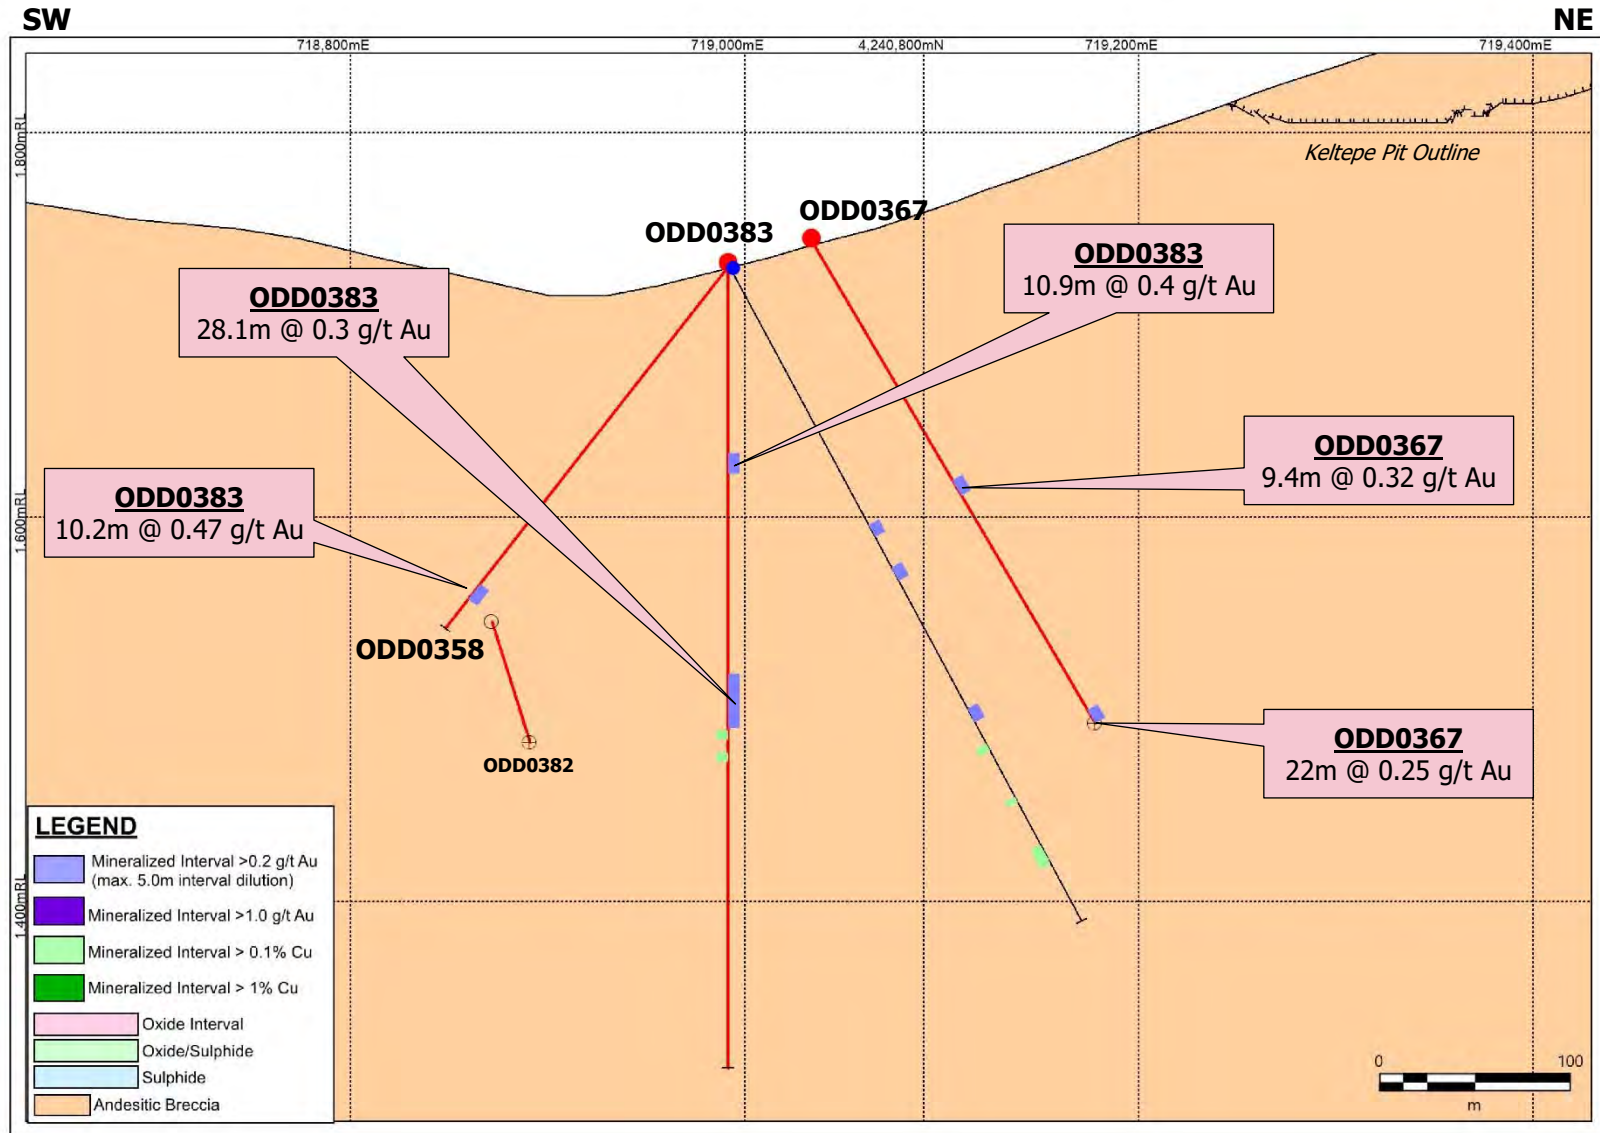 SW
NE
718,800mE
719,000mE
4,240,800mN
719,200mE
719,400mE
1,800mRL
Keltepe Pit Outline
ODD0367
ODD0383
ODD0383
10.9m @ 0.4 g/t Au
ODD0383
28.1m @ 0.3 g/t Au
ODD0367
9.4m @ 0.32 g/t Au
ODD0383
10.2m @ 0.47 g/t Au
1,600mRL
ODD0358
ODD0382
ODD0367
22m @ 0.25 g/t Au
1,400mRL
LEGEND
Mineralized Interval >0.2 g/t Au
(max. 5.0m interval dilution)
Mineralized Interval >1.0 g/t Au
Mineralized Interval > 0.1% Cu
Mineralized Interval > 1% Cu
Oxide Interval
Oxide/Sulphide
Sulphide
Andesitic Breccia
0 100
m